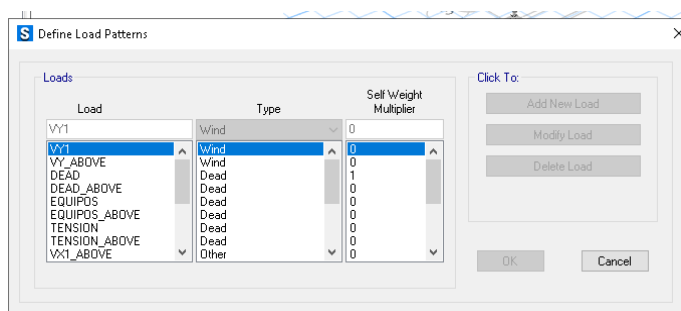 S Define Load Patterns
Loads
Click To:
Load Type Self Weight Multiplier
VY1 Wind 0
Add New Load
Modify Load
Delete Load
VY1 Wind 0
VY_ABOVE Wind 0
DEAD Dead 1
DEAD_ABOVE Dead 0
EQUIPOS Dead 0
EQUIPOS_ABOVE Dead 0
TENSION Dead 0
TENSION_ABOVE Dead 0
VX1_ABOVE Other 0
OK Cancel